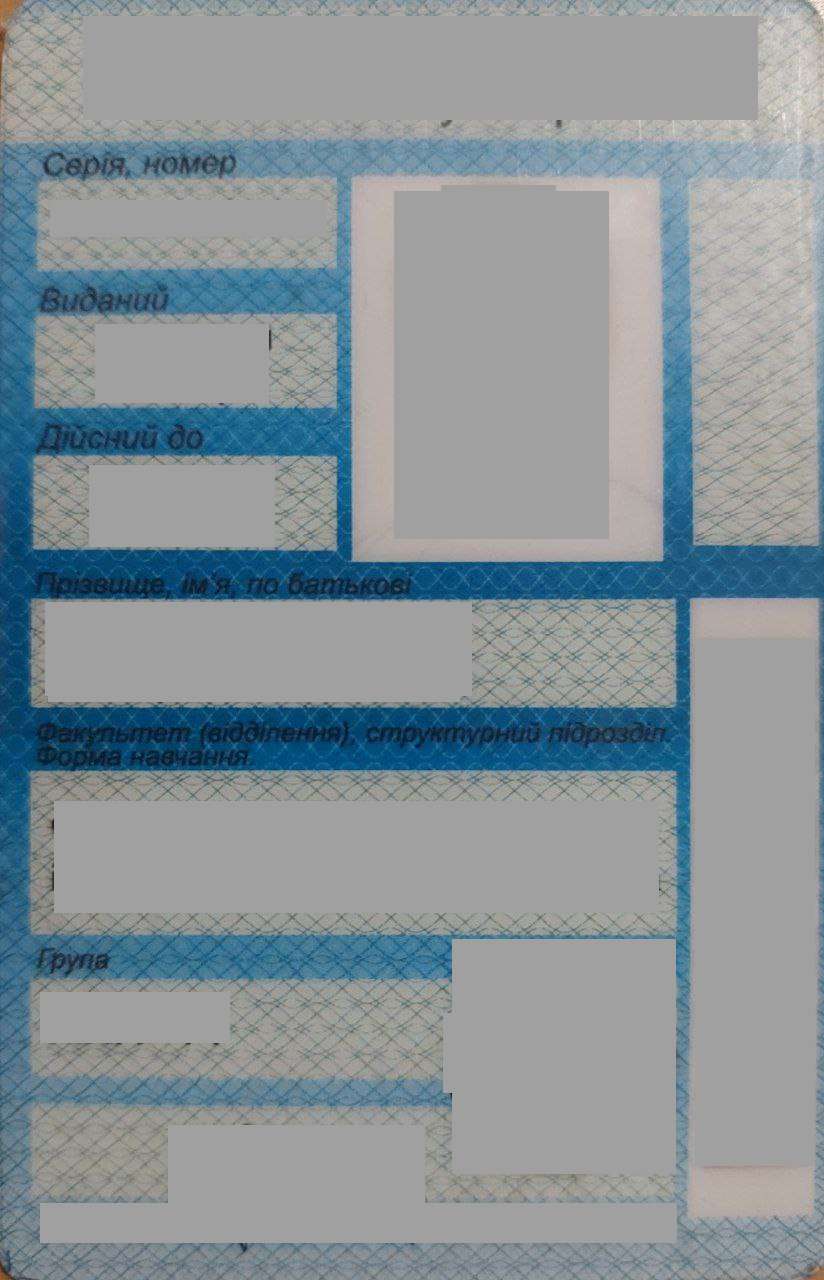 Серія, номер
Виданий
Дійсний до
Прізвище, ім'я, по батькові
Факультет (відділення), структурний підрозділ.
Форма навчання.
Група